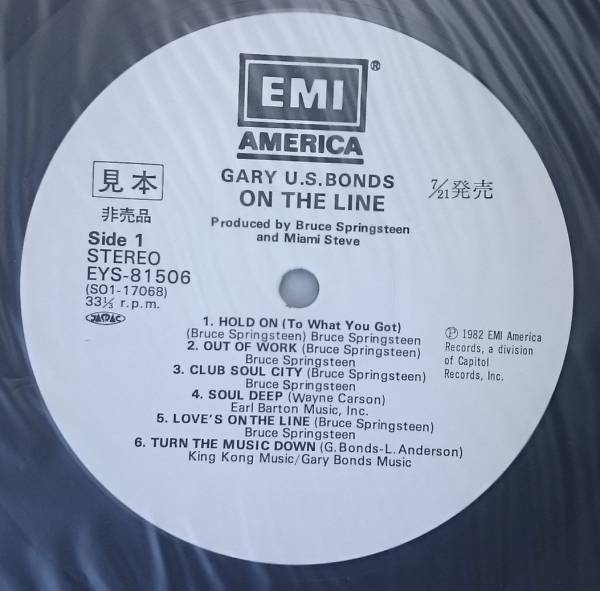 EMI
®
AMERICA
GARY U.S.BONDS
ON THE LINE
見本
非売品
7/21発売
Produced by Bruce Springsteen
and Miami Steve
Side 1
STEREO
EYS-81506
(SO1-17068)
33⅓ r.p.m.
JASRAC
1. HOLD ON (To What You Got)
(Bruce Springsteen) Bruce Springsteen
2. OUT OF WORK (Bruce Springsteen)
Bruce Springsteen
3. CLUB SOUL CITY (Bruce Springsteen)
Bruce Springsteen
4. SOUL DEEP (Wayne Carson)
Earl Barton Music, Inc.
5. LOVE'S ON THE LINE (Bruce Springsteen)
Bruce Springsteen
6. TURN THE MUSIC DOWN (G.Bonds-L.Anderson)
King Kong Music/Gary Bonds Music
℗ 1982 EMI America
Records, a division
of Capitol
Records, Inc.